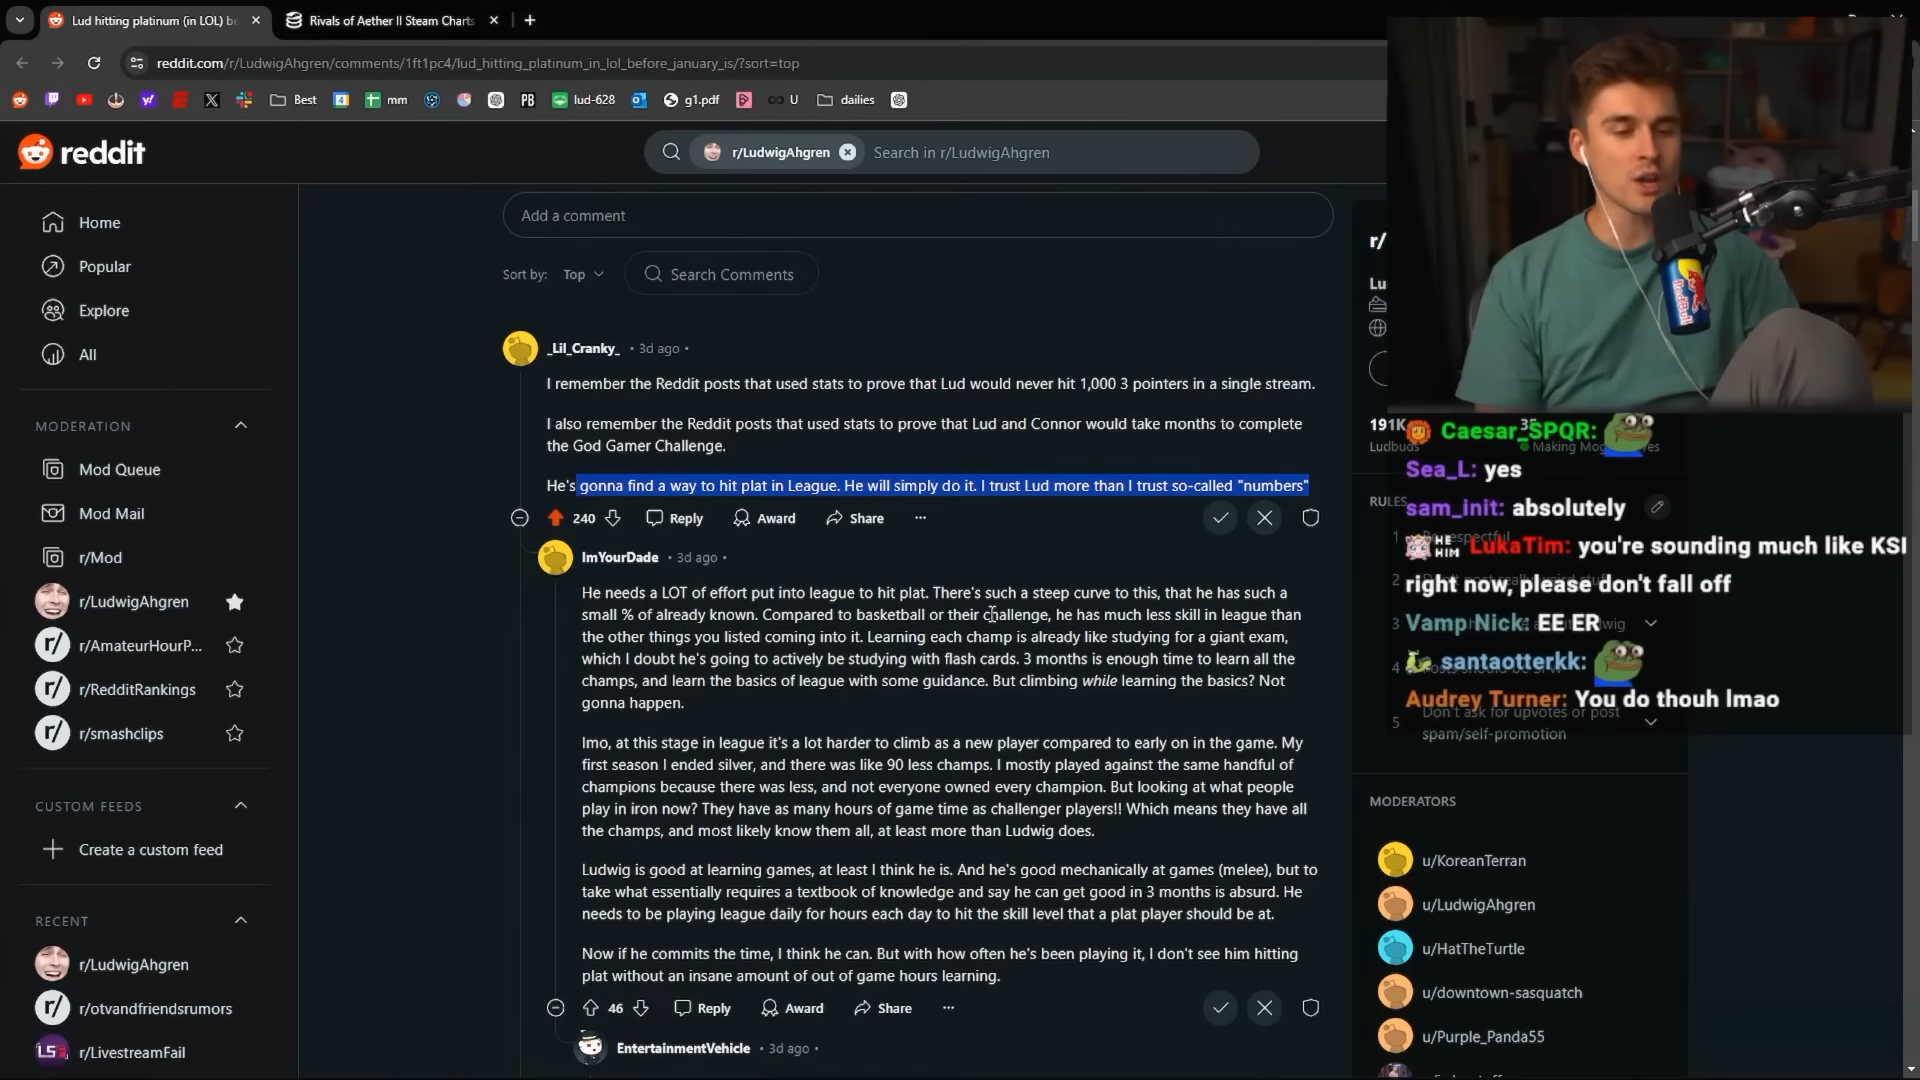 Lud hitting platinum (in LOL) be
Rivals of Aether II Steam Charts
reddit.com/r/LudwigAhgren/comments/1ft1pc4/lud_hitting_platinum_in_lol_before_january_is/?sort=top
Best
mm
lud-628
g1.pdf
U
dailies
reddit
r/LudwigAhgren
Search in r/LudwigAhgren
Home
Popular
Explore
All
MODERATION
Mod Queue
Mod Mail
r/Mod
r/LudwigAhgren
r/AmateurHourP...
r/RedditRankings
r/smashclips
CUSTOM FEEDS
Create a custom feed
RECENT
r/LudwigAhgren
r/otvandfriendsrumors
r/LivestreamFail
Add a comment
Sort by: Top
Search Comments
_Lil_Cranky_ • 3d ago •
I remember the Reddit posts that used stats to prove that Lud would never hit 1,000 3 pointers in a single stream.
I also remember the Reddit posts that used stats to prove that Lud and Connor would take months to complete
the God Gamer Challenge.
He's gonna find a way to hit plat in League. He will simply do it. I trust Lud more than I trust so-called "numbers"
240 Reply Award Share ...
ImYourDade • 3d ago •
He needs a LOT of effort put into league to hit plat. There's such a steep curve to this, that he has such a
small % of already known. Compared to basketball or their challenge, he has much less skill in league than
the other things you listed coming into it. Learning each champ is already like studying for a giant exam,
which I doubt he's going to actively be studying with flash cards. 3 months is enough time to learn all the
champs, and learn the basics of league with some guidance. But climbing while learning the basics? Not
gonna happen.
Imo, at this stage in league it's a lot harder to climb as a new player compared to early on in the game. My
first season I ended silver, and there was like 90 less champs. I mostly played against the same handful of
champions because there was less, and not everyone owned every champion. But looking at what people
play in iron now? They have as many hours of game time as challenger players!! Which means they have all
the champs, and most likely know them all, at least more than Ludwig does.
Ludwig is good at learning games, at least I think he is. And he's good mechanically at games (melee), but to
take what essentially requires a textbook of knowledge and say he can get good in 3 months is absurd. He
needs to be playing league daily for hours each day to hit the skill level that a plat player should be at.
Now if he commits the time, I think he can. But with how often he's been playing it, I don't see him hitting
plat without an insane amount of out of game hours learning.
46 Reply Award Share ...
EntertainmentVehicle • 3d ago •
r/
Lu
191K
Ludbuds
RULES
Caesar_SPQR:
Sea_L: yes
sam_init: absolutely
HE HIM LukaTim: you're sounding much like KSI
right now, please don't fall off
Vamp Nick: EE ER
santaotterkk:
Audrey Turner: You do thouh lmao
1
2
3
4
5
Don't ask for upvotes or post
spam/self-promotion
MODERATORS
u/KoreanTerran
u/LudwigAhgren
u/HatTheTurtle
u/downtown-sasquatch
u/Purple_Panda55
Red Bull